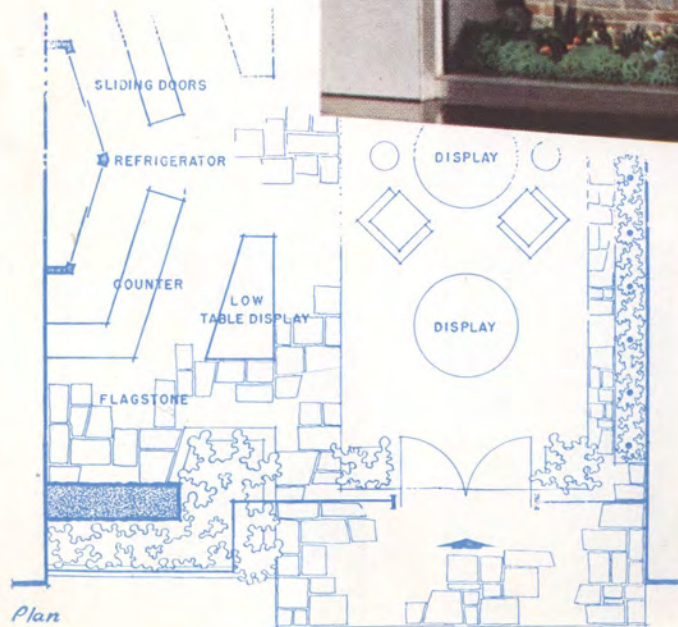 SLIDING DOORS
REFRIGERATOR
DISPLAY
COUNTER
LOW
TABLE DISPLAY
DISPLAY
FLAGSTONE
Plan